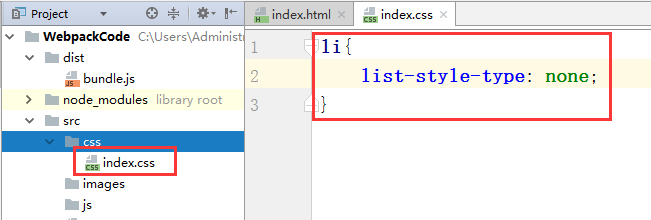 Project
index.html
index.css
WebpackCode C:\Users\Administr
dist
bundle.js
node_modules library root
src
css
index.css
images
js
1 li{
2 list-style-type: none;
3 }